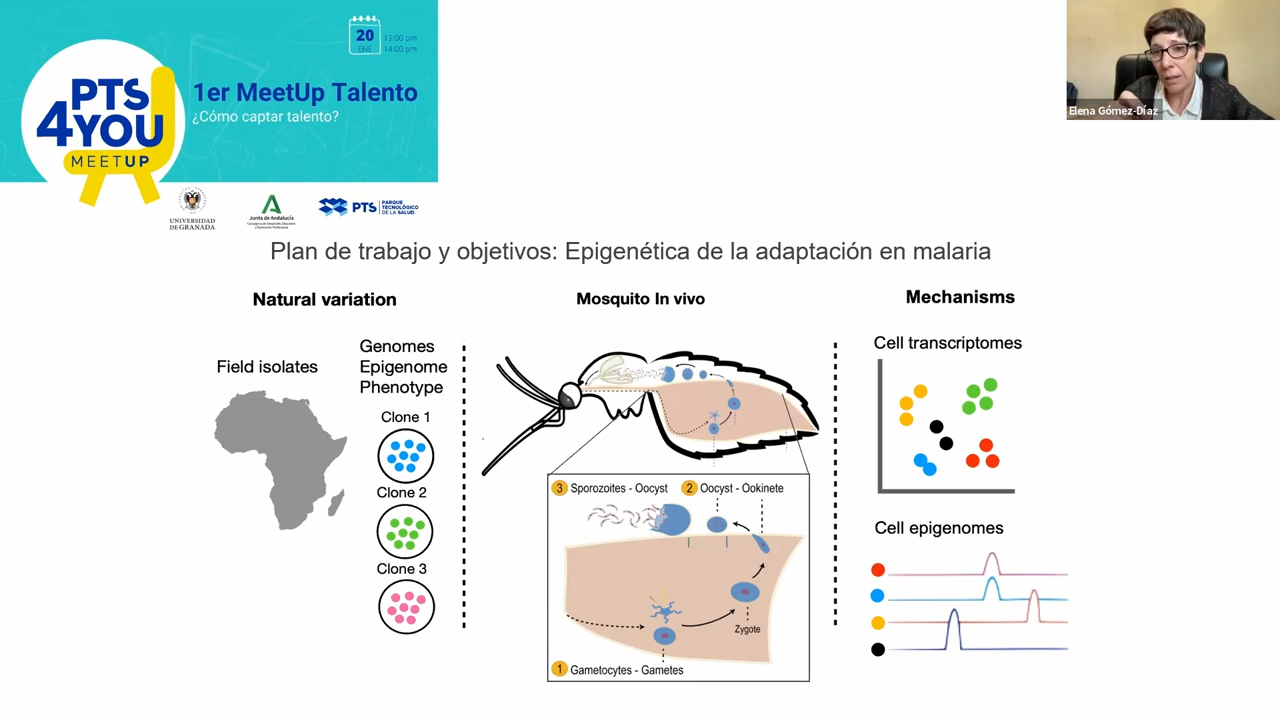 20
ENE
13:00 pm
14:00 pm
PTS
4YOU
MEETUP
1er MeetUp Talento
¿Cómo captar talento?
UNIVERSIDAD
DE GRANADA
Junta de Andalucía
PTS
PARQUE
TECNOLÓGICO
DE LA SALUD
Elena Gómez-Díaz
Plan de trabajo y objetivos: Epigenética de la adaptación en malaria
Natural variation
Field isolates
Genomes
Epigenome
Phenotype
Clone 1
Clone 2
Clone 3
Mosquito In vivo
3 Sporozoites - Oocyst
2 Oocyst - Ookinete
Zygote
1 Gametocytes - Gametes
Mechanisms
Cell transcriptomes
Cell epigenomes